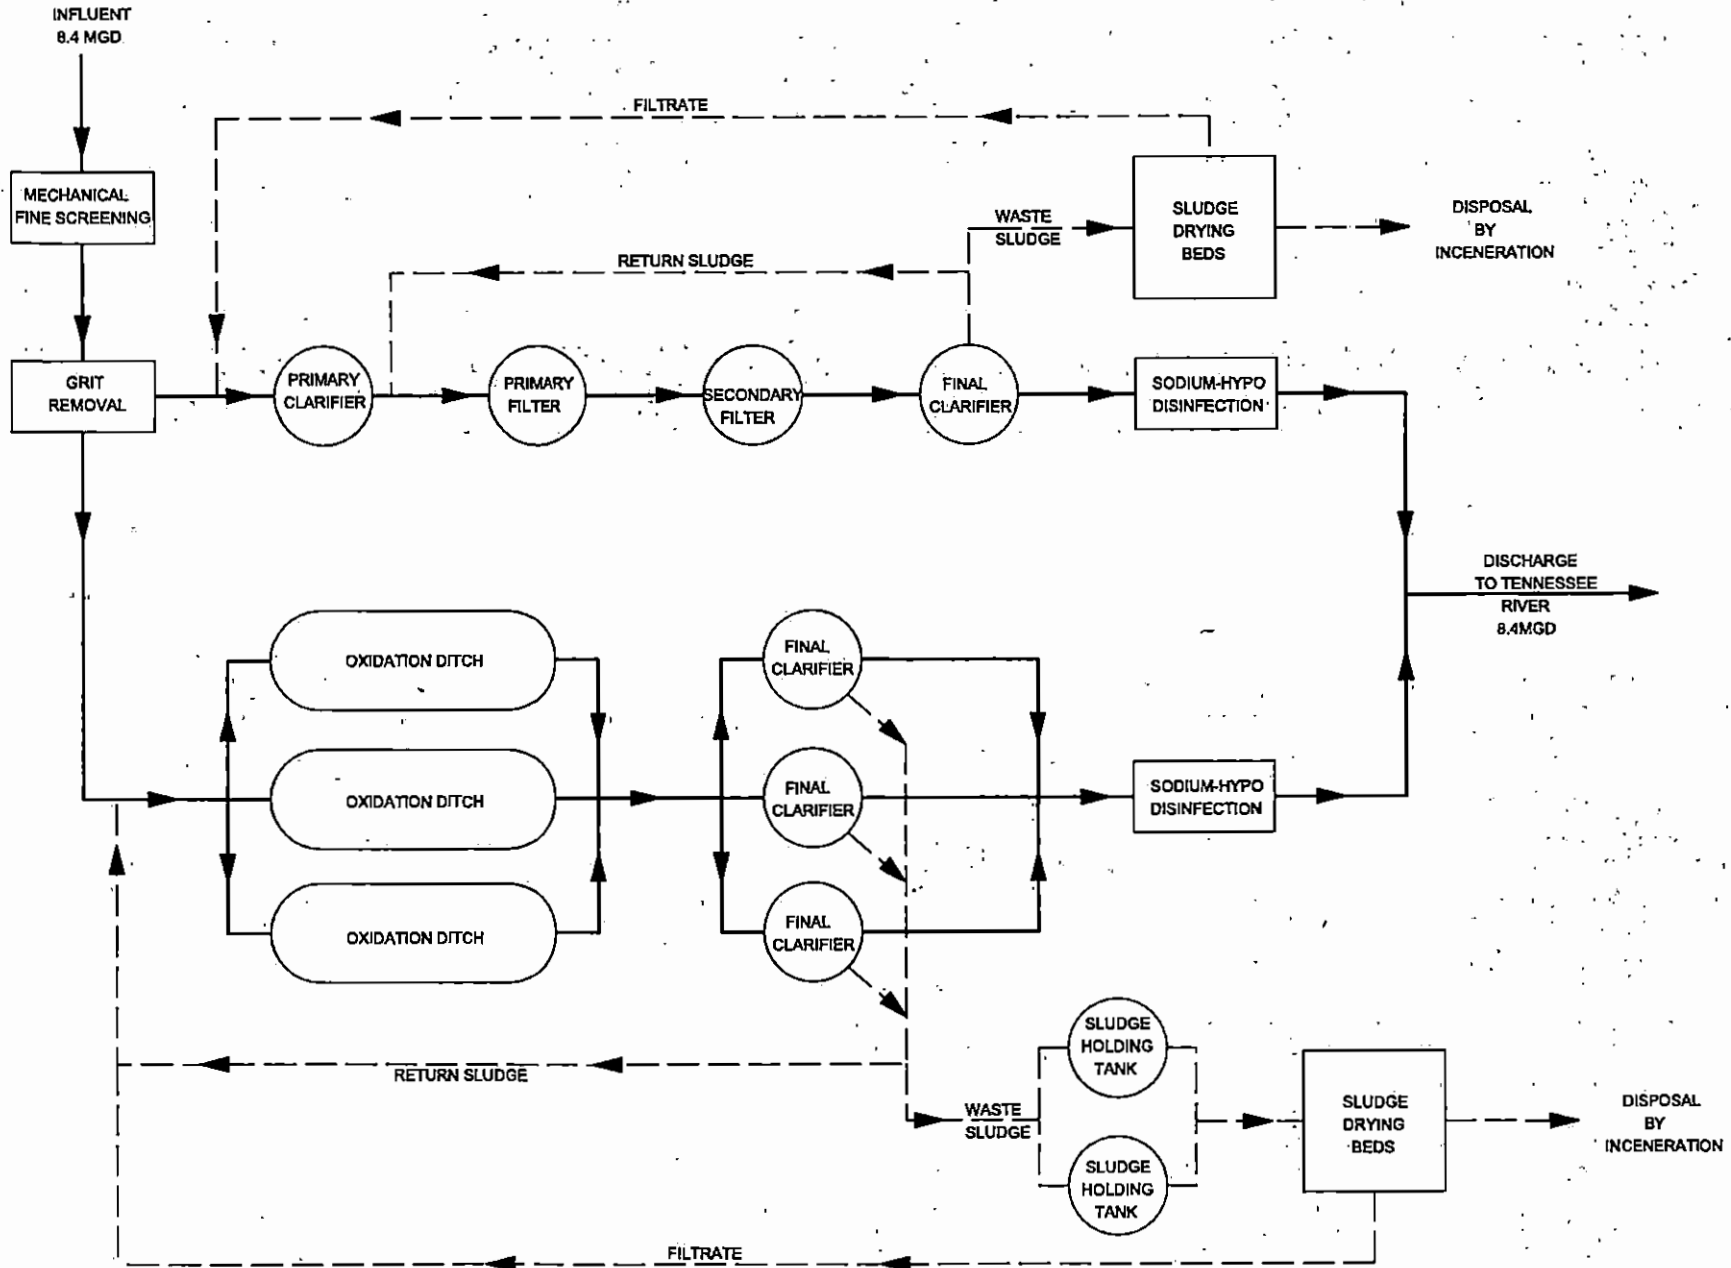 INFLUENT
8.4 MGD
FILTRATE
MECHANICAL
FINE SCREENING
WASTE
SLUDGE
SLUDGE
DRYING
BEDS
DISPOSAL
BY
INCENERATION
RETURN SLUDGE
GRIT
REMOVAL
PRIMARY
CLARIFIER
PRIMARY
FILTER
SECONDARY
FILTER
FINAL
CLARIFIER
SODIUM-HYPO
DISINFECTION
DISCHARGE
TO TENNESSEE
RIVER
8.4MGD
OXIDATION DITCH
FINAL
CLARIFIER
OXIDATION DITCH
FINAL
CLARIFIER
SODIUM-HYPO
DISINFECTION
OXIDATION DITCH
FINAL
CLARIFIER
RETURN SLUDGE
WASTE
SLUDGE
SLUDGE
HOLDING
TANK
SLUDGE
HOLDING
TANK
SLUDGE
DRYING
BEDS
DISPOSAL
BY
INCENERATION
FILTRATE